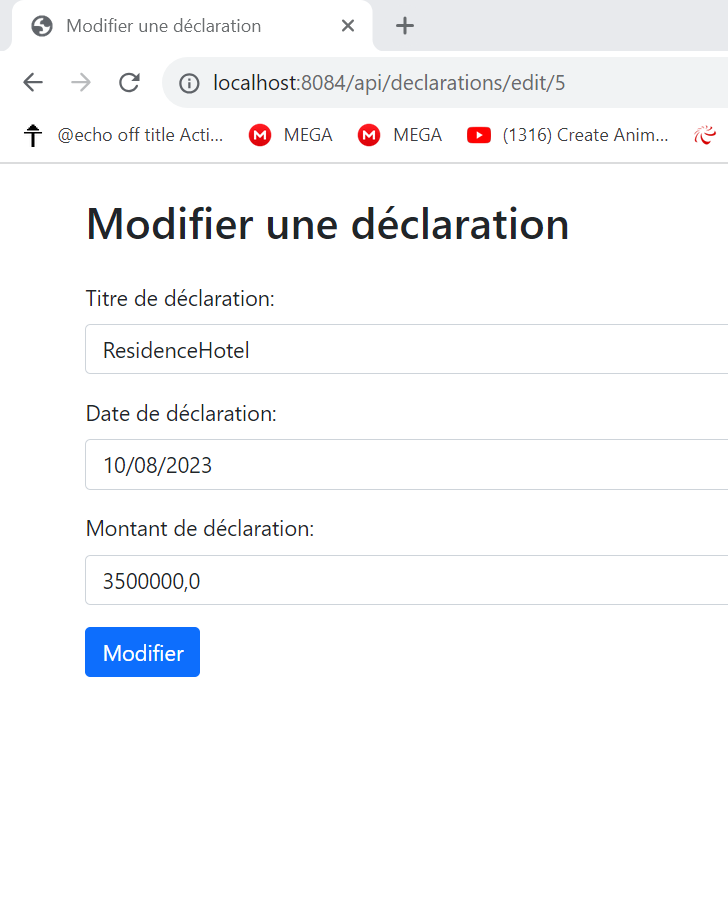 Modifier une déclaration
localhost:8084/api/declarations/edit/5
@echo off title Acti... MEGA MEGA (1316) Create Anim...
Modifier une déclaration
Titre de déclaration:
ResidenceHotel
Date de déclaration:
10/08/2023
Montant de déclaration:
3500000,0
Modifier